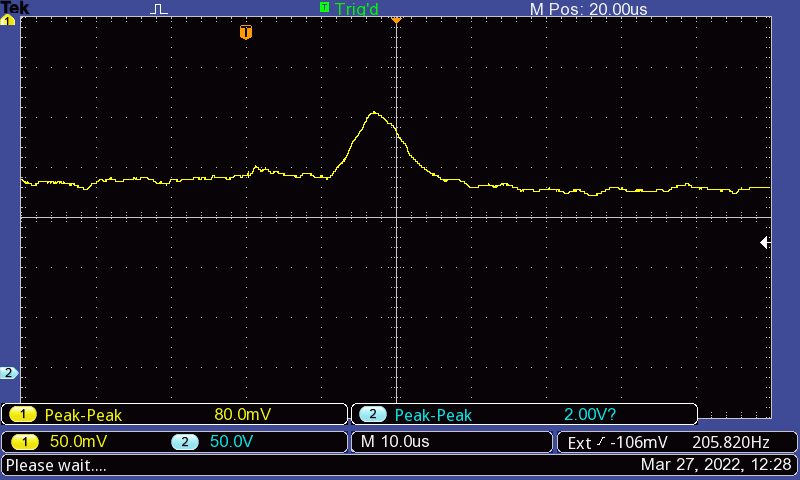 Tek T Trig'd M Pos: 20.00us
1
T
2
1 Peak-Peak 80.0mV 2 Peak-Peak 2.00V?
1 50.0mV 2 50.0V M 10.0us Ext -106mV 205.820Hz
Please wait.... Mar 27, 2022, 12:28